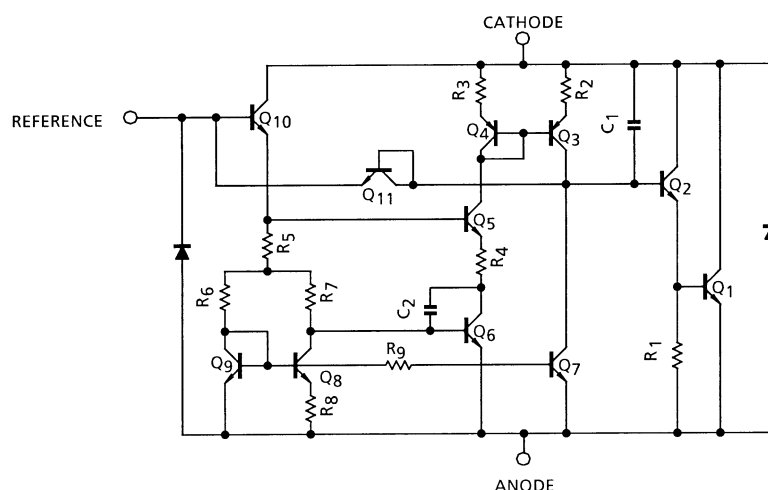 CATHODE
R3
R2
REFERENCE
Q10
Q4
Q3
C1
Q11
Q2
Q5
R5
R4
R6
R7
C2
Q6
Q1
Q9
Q8
R9
Q7
R1
R8
ANODE